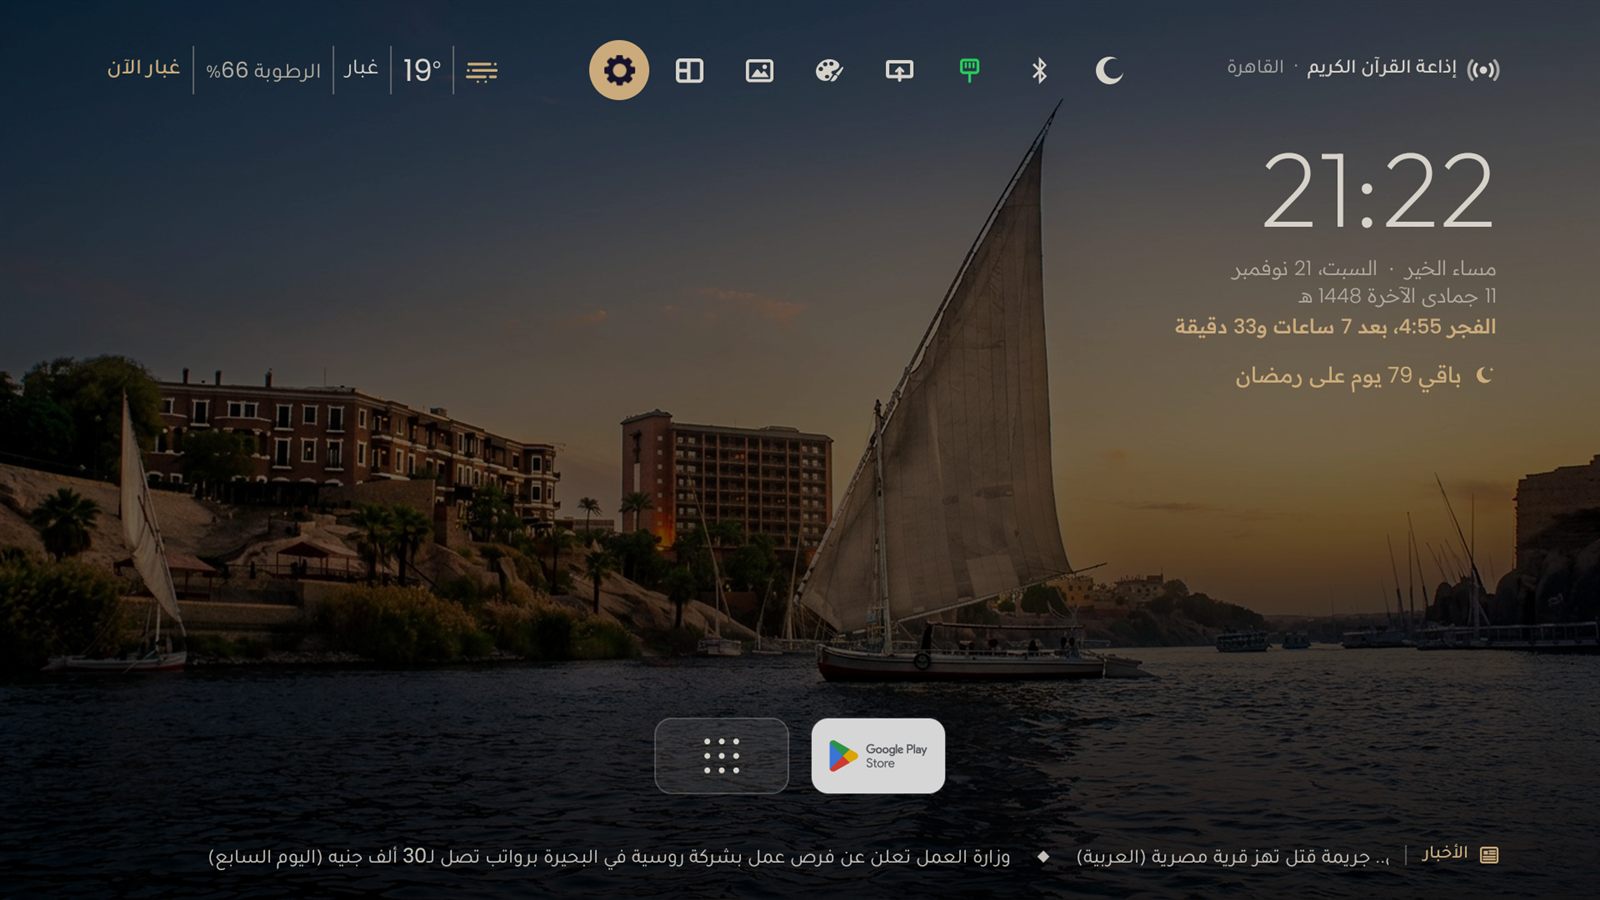 إذاعة القرآن الكريم · القاهرة
19° غبار الرطوبة 66% غبار الآن
21:22
مساء الخير · السبت، 21 نوفمبر
11 جمادى الآخرة 1448 هـ
الفجر 4:55، بعد 7 ساعات و33 دقيقة
باقي 79 يوم على رمضان
Google Play
Store
الأخبار
.. جريمة قتل تهز قرية مصرية (العربية) ◆ وزارة العمل تعلن عن فرص عمل بشركة روسية في البحيرة برواتب تصل لـ30 ألف جنيه (اليوم السابع)